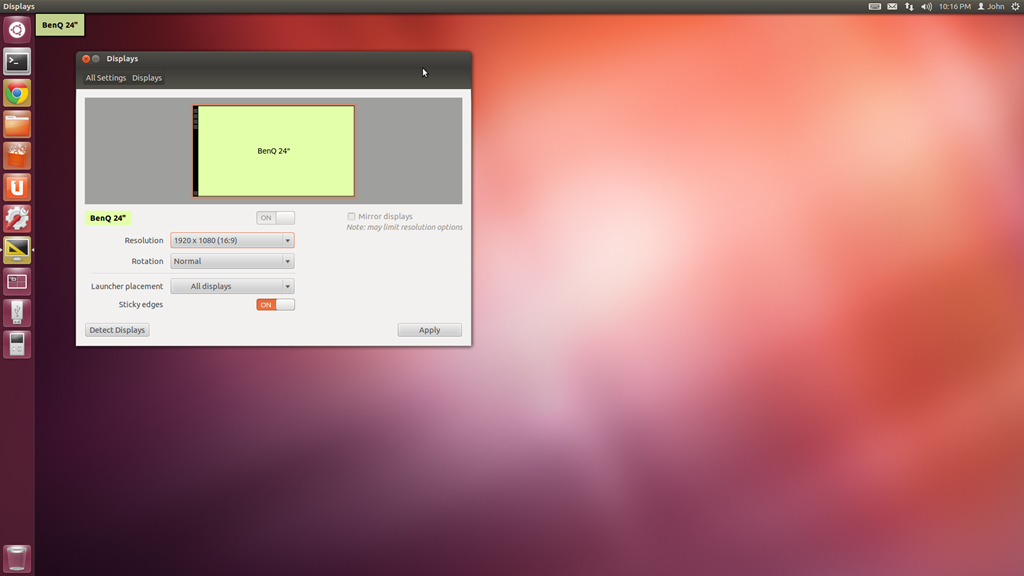 Displays
10:16 PM John
BenQ 24"
Displays
All Settings Displays
BenQ 24"
BenQ 24"
ON
Mirror displays
Note: may limit resolution options
Resolution
1920 x 1080 (16:9)
Rotation
Normal
Launcher placement
All displays
Sticky edges
ON
Detect Displays
Apply